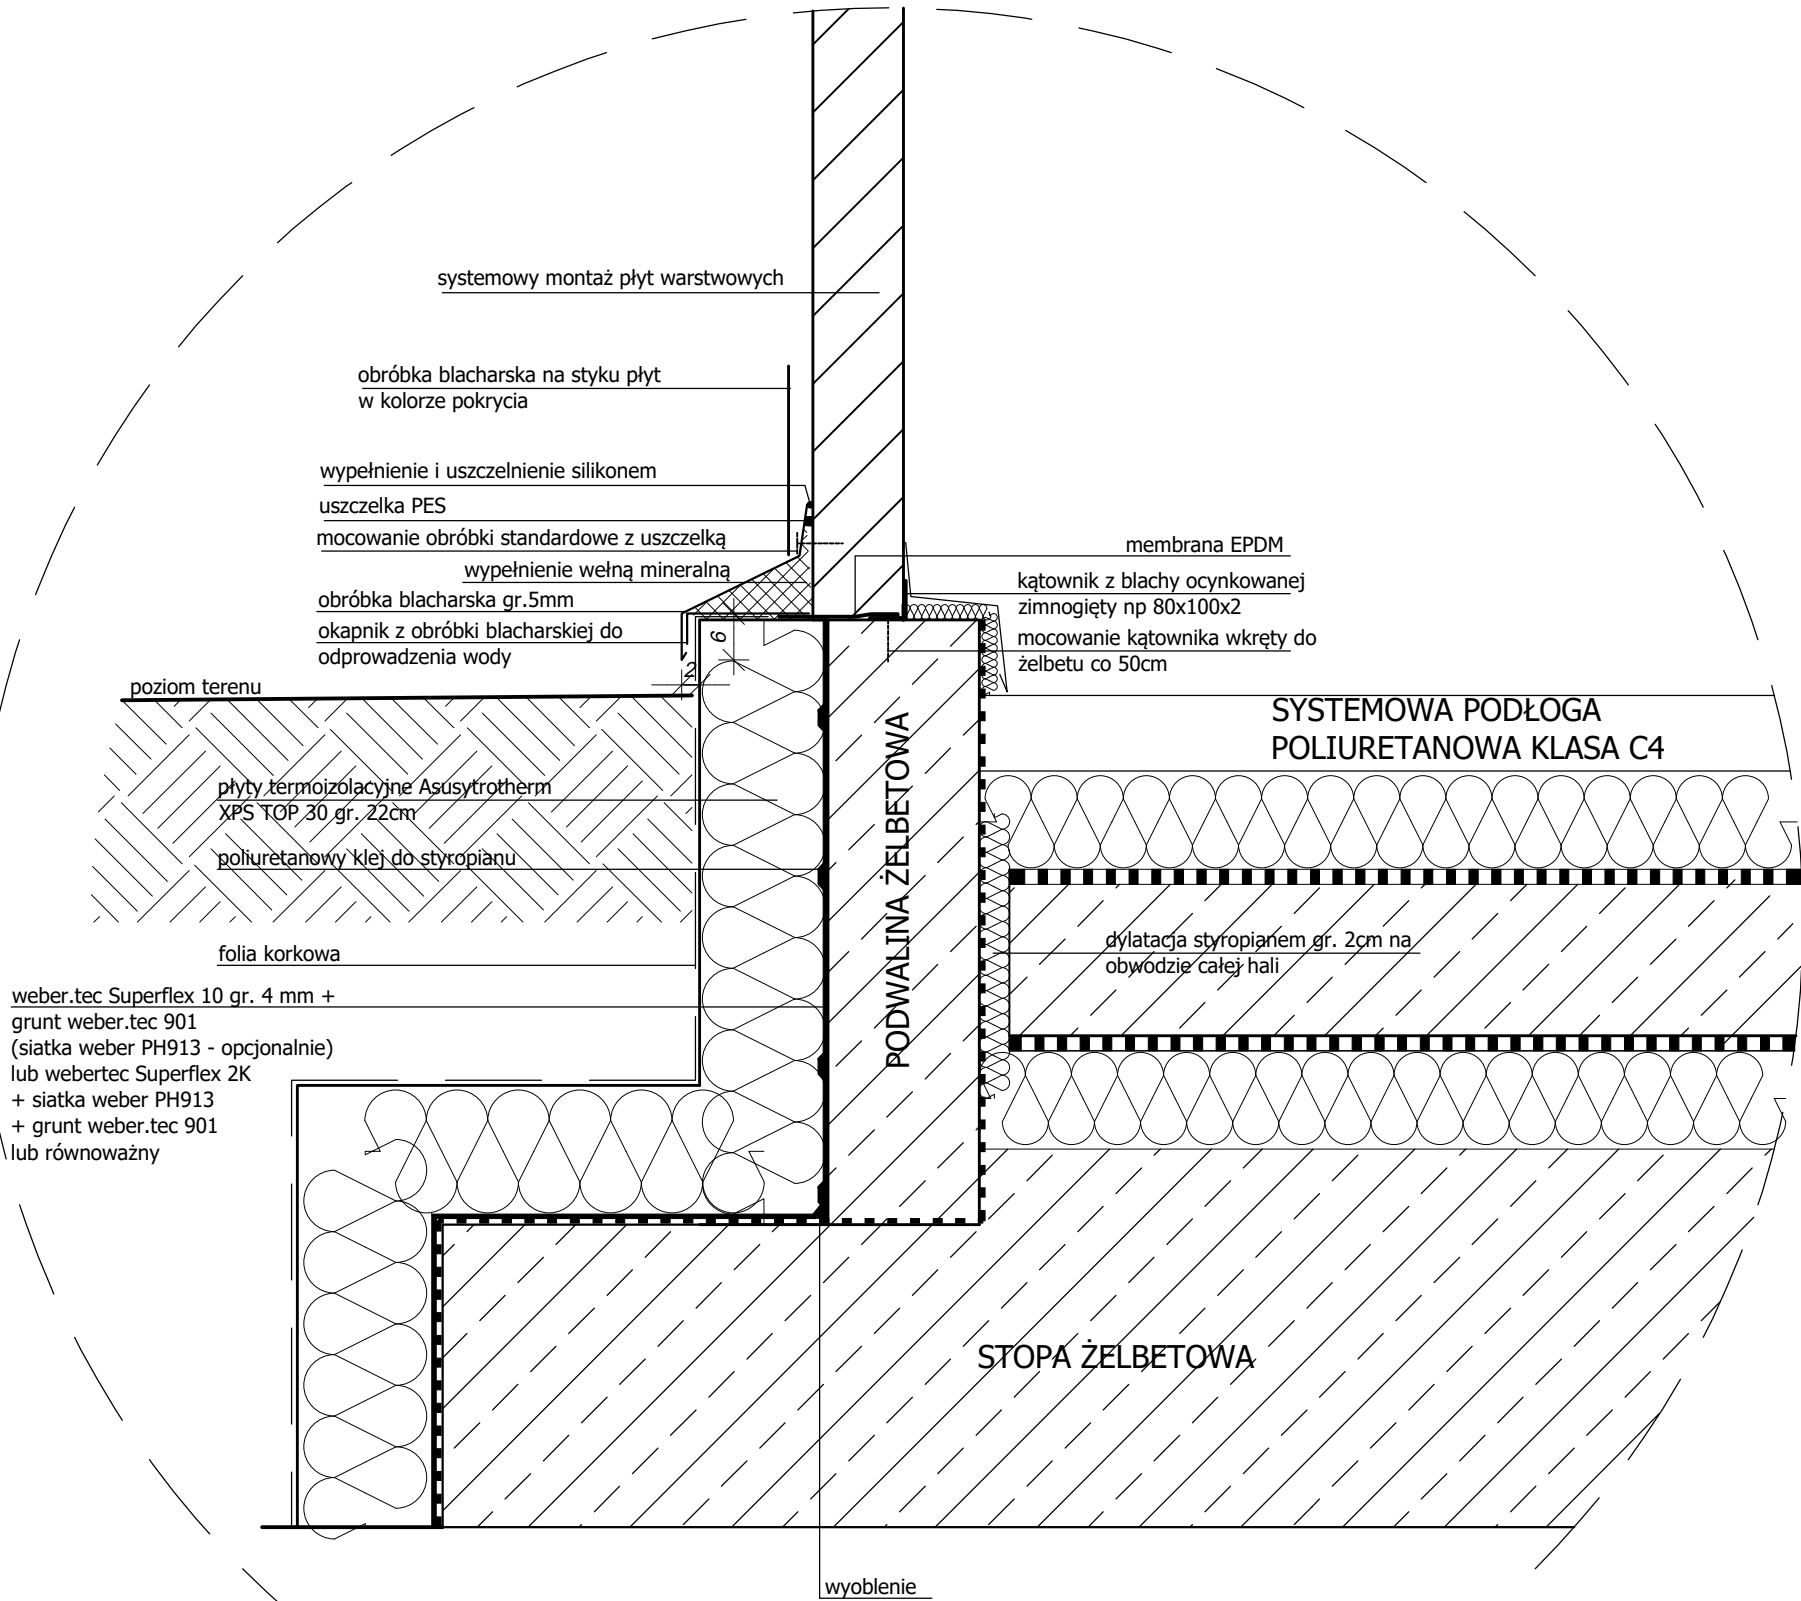 systemowy montaż płyt warstwowych
obróbka blacharska na styku płyt
w kolorze pokrycia
wypełnienie i uszczelnienie silikonem
uszczelka PES
mocowanie obróbki standardowe z uszczelką
wypełnienie wełną mineralną
obróbka blacharska gr.5mm
okapnik z obróbki blacharskiej do
odprowadzenia wody
6
2
poziom terenu
membrana EPDM
kątownik z blachy ocynkowanej
zimnogięty np 80x100x2
mocowanie kątownika wkręty do
żelbetu co 50cm
SYSTEMOWA PODŁOGA
POLIURETANOWA KLASA C4
płyty termoizolacyjne Asusytrotherm
XPS TOP 30 gr. 22cm
poliuretanowy klej do styropianu
PODWALINA ŻELBETOWA
dylatacja styropianem gr. 2cm na
obwodzie całej hali
folia korkowa
weber.tec Superflex 10 gr. 4 mm +
grunt weber.tec 901
(siatka weber PH913 - opcjonalnie)
lub webertec Superflex 2K
+ siatka weber PH913
+ grunt weber.tec 901
lub równoważny
STOPA ŻELBETOWA
wyoblenie